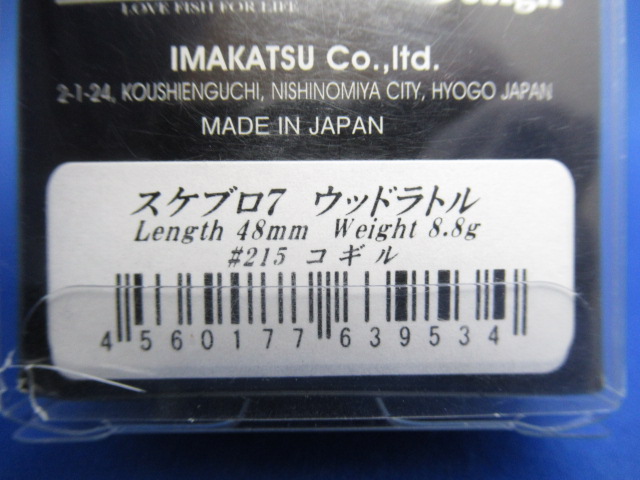 LOVE FISH FOR LIFE
IMAKATSU Co.,ltd.
2-1-24, KOUSHIENGUCHI, NISHINOMIYA CITY, HYOGO JAPAN
MADE IN JAPAN
スケブロ7 ウッドラトル
Length 48mm Weight 8.8g
#215 コギル
4 560177 639534